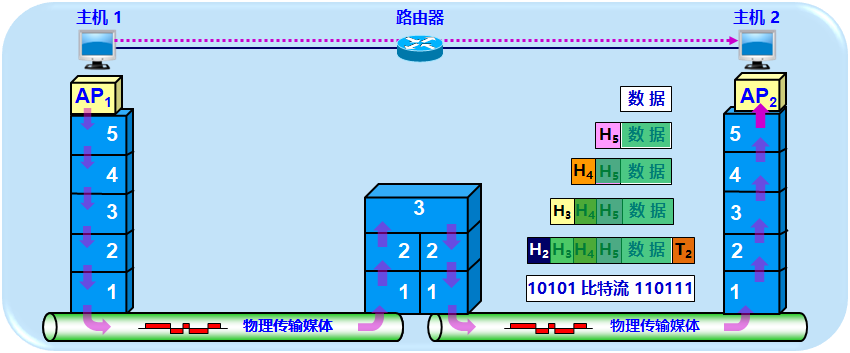 主机 1
路由器
主机 2
AP1
AP2
数 据
5
H5 数 据
5
4
H4 H5 数 据
4
3
3
H3 H4 H5 数 据
3
2
2 2
H2 H3 H4 H5 数 据 T2
2
1
1 1
10101 比特流 110111
1
物理传输媒体
物理传输媒体